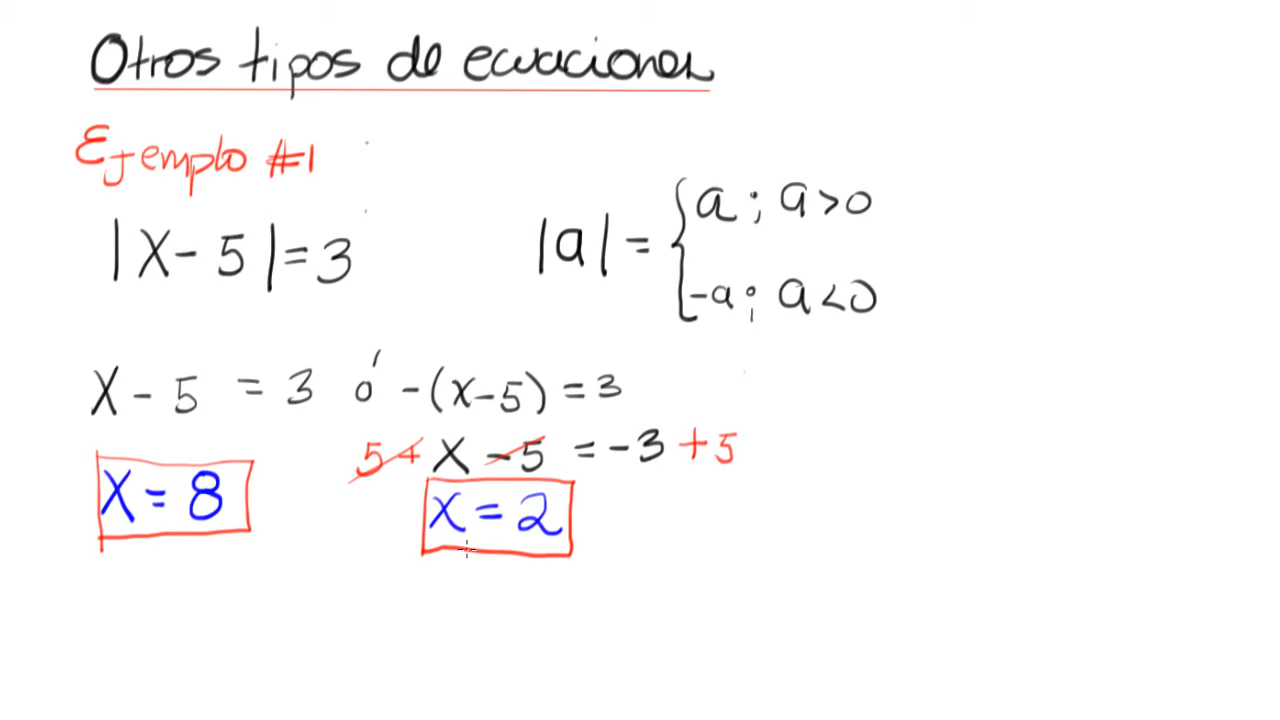 Otros tipos de ecuaciones
Ejemplo #1
|x-5|=3
|a| = { a ; a>0
-a ; a<0
x-5 = 3 ó -(x-5) = 3
5+ x-5 = -3 +5
x = 8
x = 2